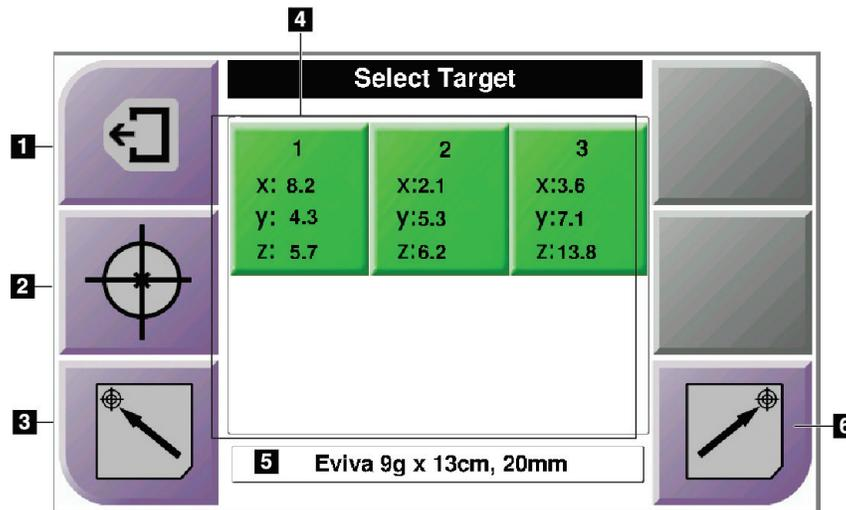 4
Select Target
1
1 2 3
x: 8.2 x:2.1 x:3.6
y: 4.3 y:5.3 y:7.1
z: 5.7 z:6.2 z:13.8
2
3
6
5 Eviva 9g x 13cm, 20mm